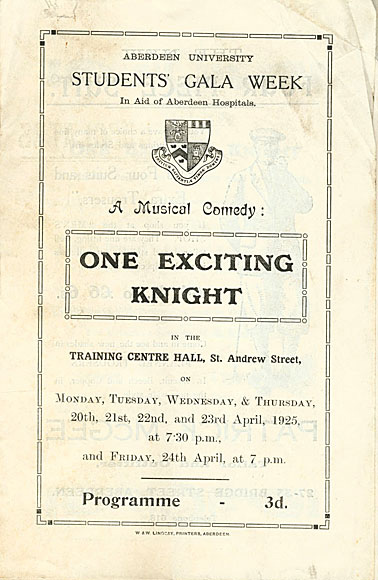 ABERDEEN UNIVERSITY
STUDENTS' GALA WEEK
In Aid of Aberdeen Hospitals.
A Musical Comedy:
ONE EXCITING
KNIGHT
IN THE
TRAINING CENTRE HALL, St. Andrew Street,
ON
MONDAY, TUESDAY, WEDNESDAY, & THURSDAY,
20th, 21st, 22nd, and 23rd April, 1925,
at 7·30 p.m.,
and FRIDAY, 24th April, at 7 p.m.
Programme - 3d.
W. & W. LINDSAY, PRINTERS, ABERDEEN.